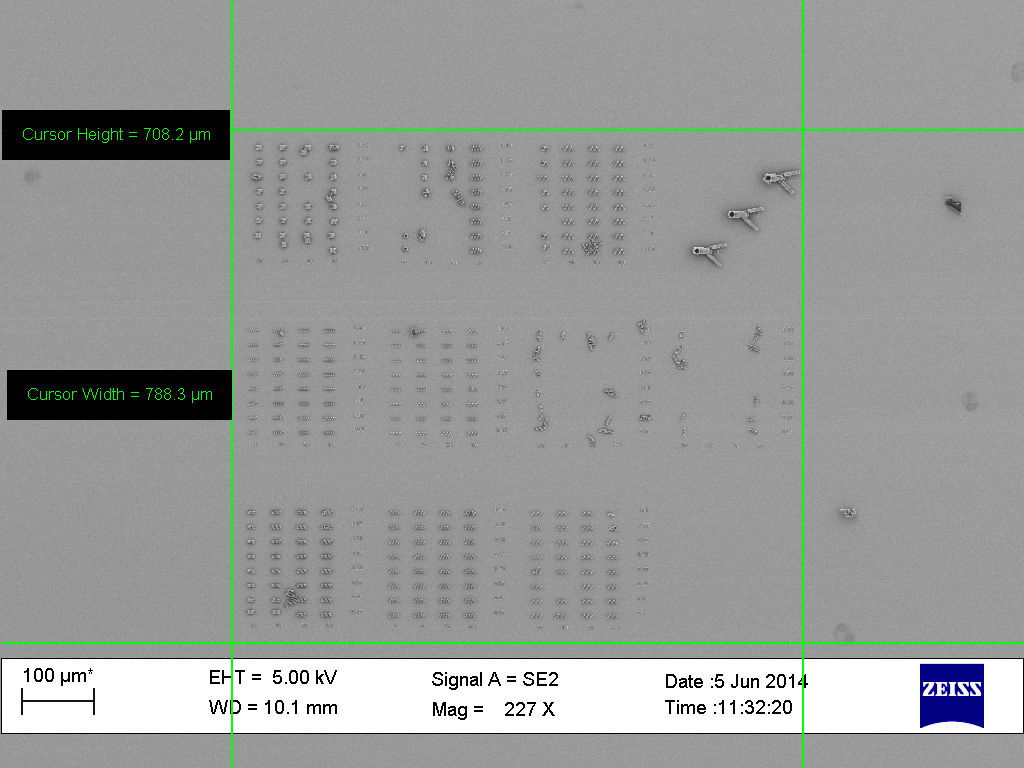 Cursor Height = 708.2 µm
Cursor Width = 788.3 µm
100 µm*
EHT = 5.00 kV
WD = 10.1 mm
Signal A = SE2
Mag = 227 X
Date :5 Jun 2014
Time :11:32:20
ZEISS